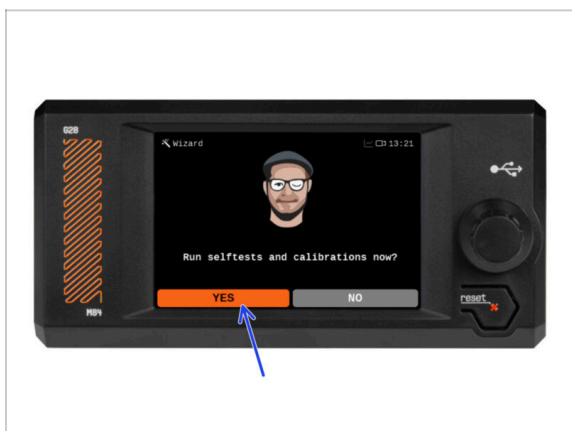 G28
Wizard
13:21
Run selftests and calibrations now?
YES
NO
reset
M84